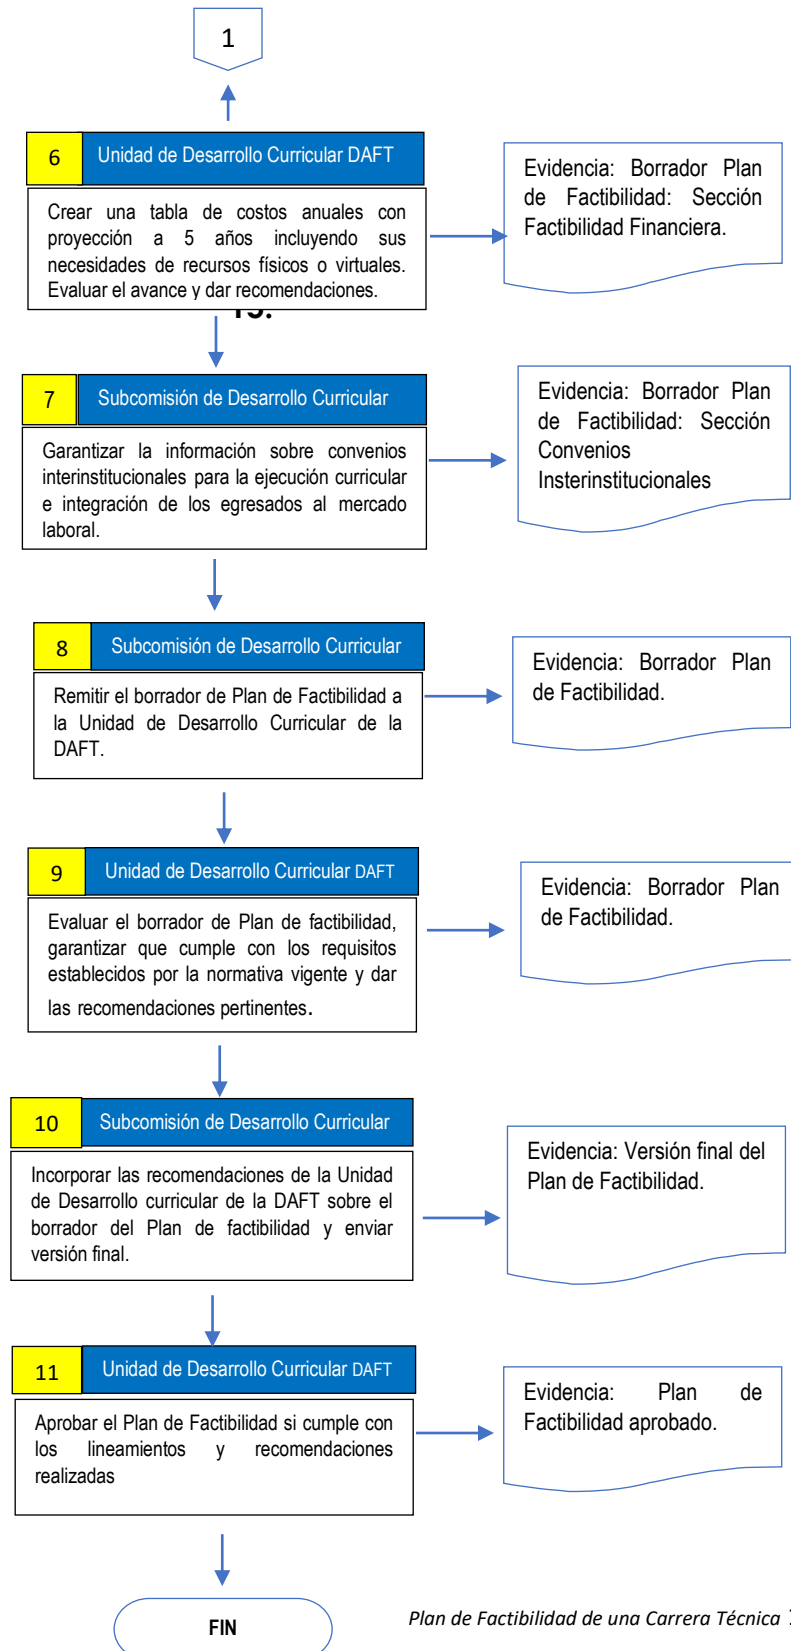 1
6
Unidad de Desarrollo Curricular DAFT
Crear una tabla de costos anuales con
proyección a 5 años incluyendo sus
necesidades de recursos físicos o virtuales.
Evaluar el avance y dar recomendaciones.
Evidencia: Borrador Plan
de Factibilidad: Sección
Factibilidad Financiera.
7
Subcomisión de Desarrollo Curricular
Garantizar la información sobre convenios
interinstitucionales para la ejecución curricular
e integración de los egresados al mercado
laboral.
Evidencia: Borrador Plan
de Factibilidad: Sección
Convenios
Insterinstitucionales
8
Subcomisión de Desarrollo Curricular
Remitir el borrador de Plan de Factibilidad a
la Unidad de Desarrollo Curricular de la
DAFT.
Evidencia: Borrador Plan
de Factibilidad.
9
Unidad de Desarrollo Curricular DAFT
Evaluar el borrador de Plan de factibilidad,
garantizar que cumple con los requisitos
establecidos por la normativa vigente y dar
las recomendaciones pertinentes.
Evidencia: Borrador Plan
de Factibilidad.
10
Subcomisión de Desarrollo Curricular
Incorporar las recomendaciones de la Unidad
de Desarrollo curricular de la DAFT sobre el
borrador del Plan de factibilidad y enviar
versión final.
Evidencia: Versión final del
Plan de Factibilidad.
11
Unidad de Desarrollo Curricular DAFT
Aprobar el Plan de Factibilidad si cumple con
los lineamientos y recomendaciones
realizadas
Evidencia: Plan de
Factibilidad aprobado.
FIN
Plan de Factibilidad de una Carrera Técnica